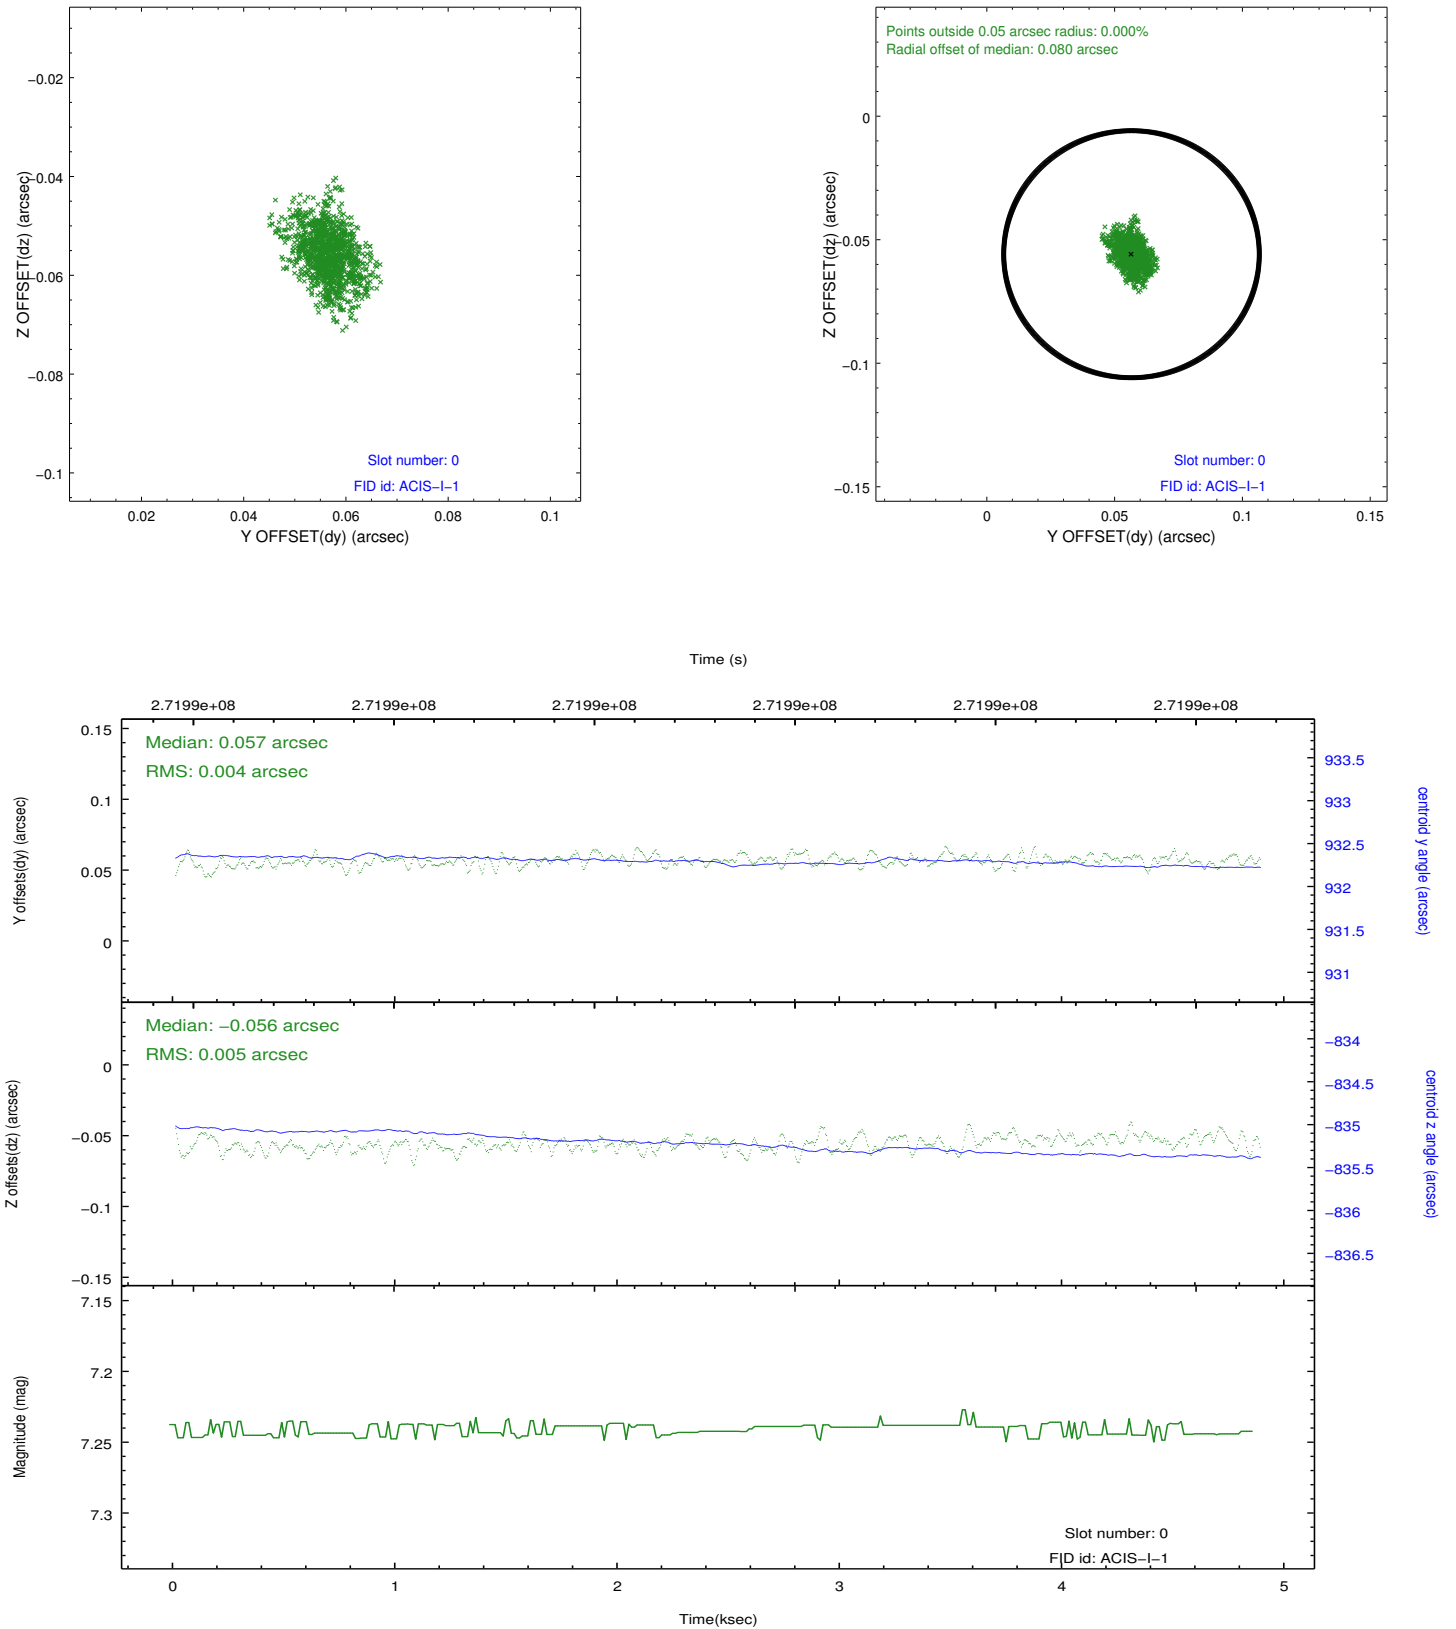 −0.02
−0.04
−0.06
−0.08
−0.1
Z OFFSET(dz) (arcsec)
Slot number: 0
FID id: ACIS−I−1
0.02 0.04 0.06 0.08 0.1
Y OFFSET(dy) (arcsec)
Points outside 0.05 arcsec radius: 0.000%
Radial offset of median: 0.080 arcsec
0
−0.05
−0.1
−0.15
Z OFFSET(dz) (arcsec)
Slot number: 0
FID id: ACIS−I−1
0 0.05 0.1 0.15
Y OFFSET(dy) (arcsec)
Time (s)
2.7199e+08 2.7199e+08 2.7199e+08 2.7199e+08 2.7199e+08 2.7199e+08
Median: 0.057 arcsec
RMS: 0.004 arcsec
0.15
0.1
0.05
0
Y offsets(dy) (arcsec)
933.5
933
932.5
932
931.5
931
centroid y angle (arcsec)
Median: −0.056 arcsec
RMS: 0.005 arcsec
0
−0.05
−0.1
−0.15
Z offsets(dz) (arcsec)
−834
−834.5
−835
−835.5
−836
−836.5
centroid z angle (arcsec)
7.15
7.2
7.25
7.3
Magnitude (mag)
Slot number: 0
FID id: ACIS−I−1
0 1 2 3 4 5
Time(ksec)